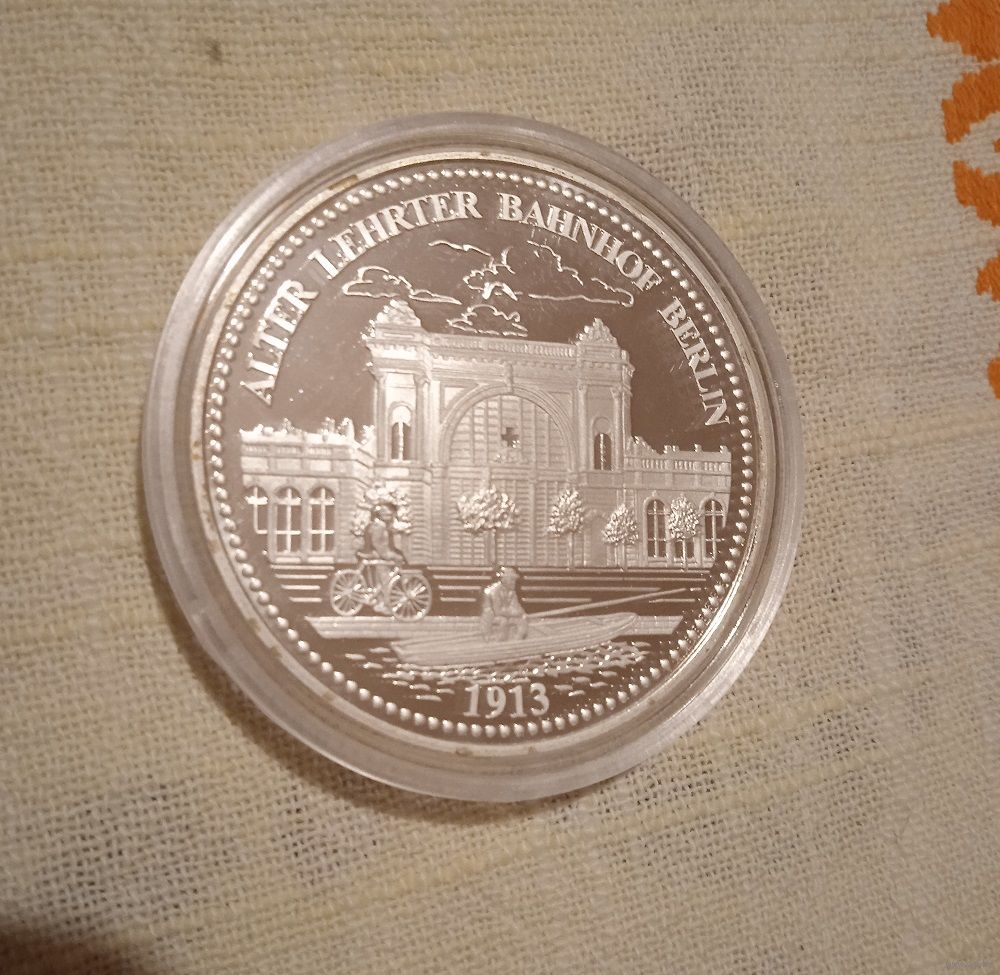 ALTER LEHRTER BAHNHOF BERLIN
1913